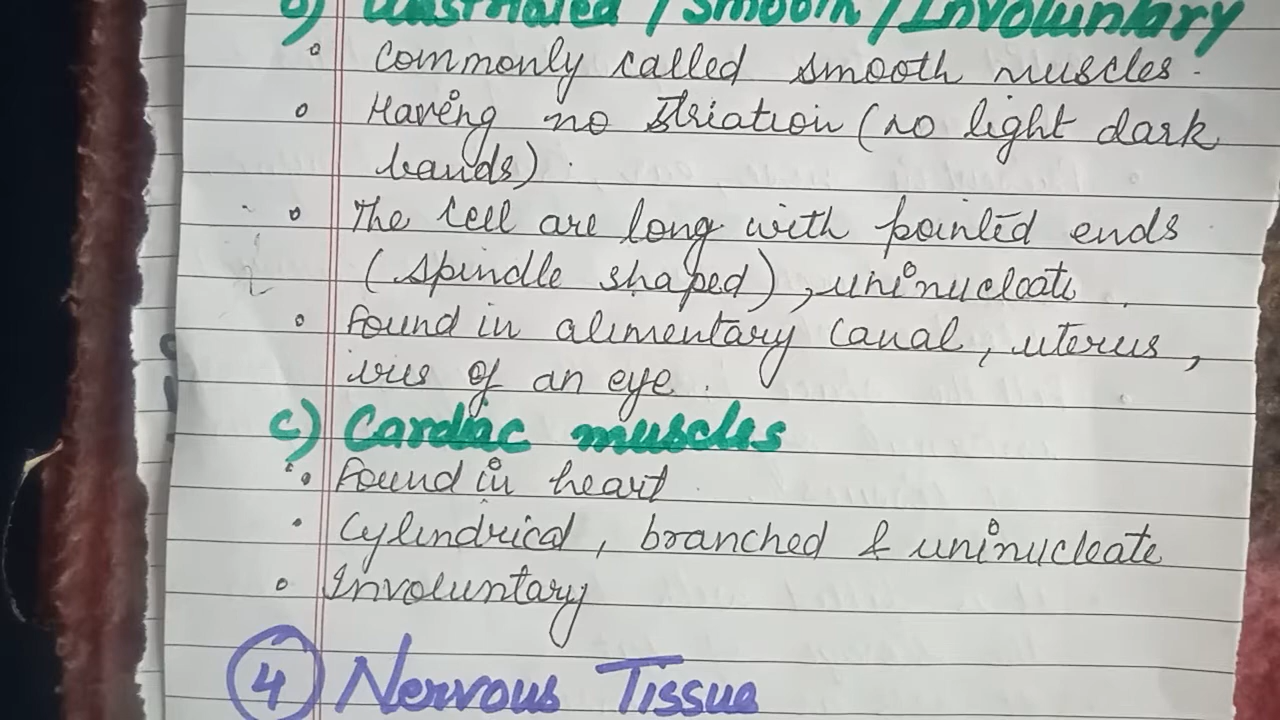 b) Unstriated / Smooth / Involuntary
Commonly called smooth muscles.
Having no striation (no light dark
bands).
The cell are long with pointed ends
(spindle shaped), uninucleate
Found in alimentary canal, uterus,
iris of an eye.
c) Cardiac muscles
Found in heart
Cylindrical, branched & uninucleate
Involuntary
4 Nervous Tissue